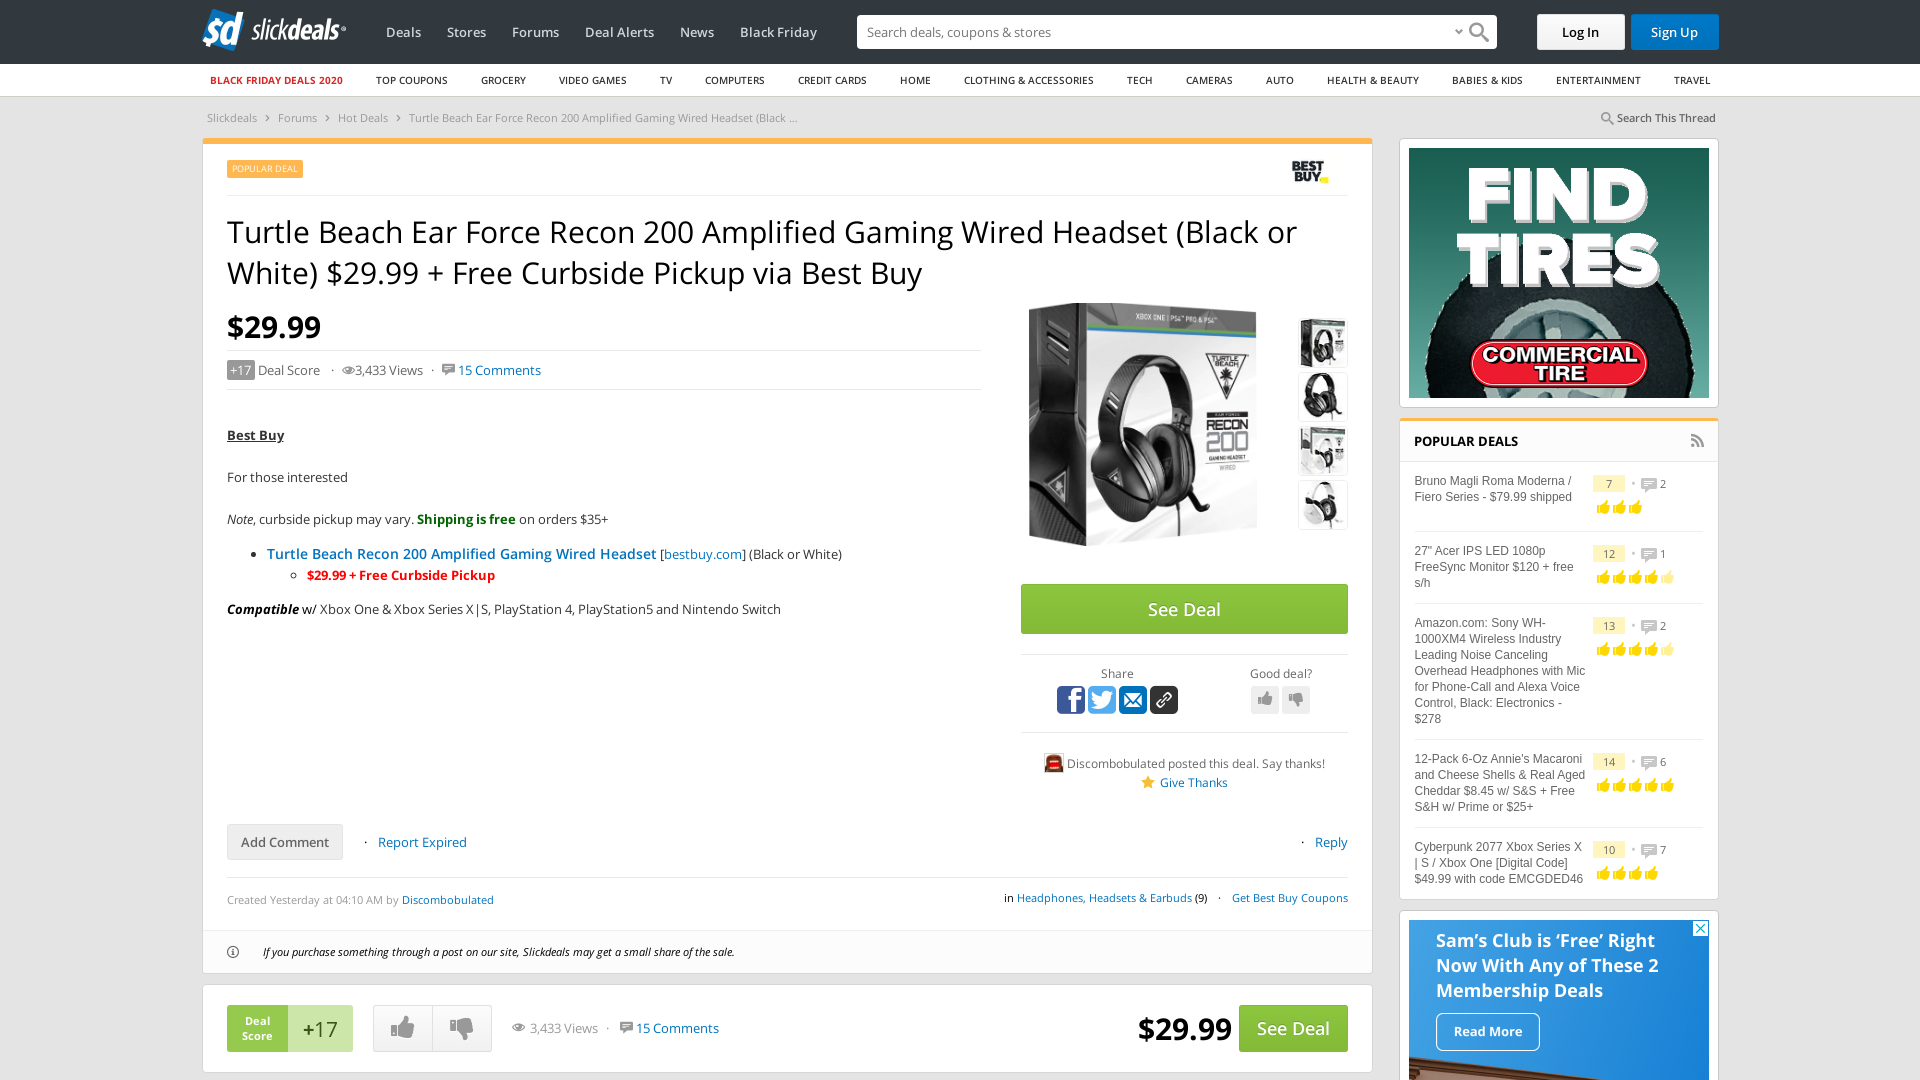 slickdeals
Deals
Stores
Forums
Deal Alerts
News
Black Friday
Search deals, coupons & stores
Log In
Sign Up
BLACK FRIDAY DEALS 2020
TOP COUPONS
GROCERY
VIDEO GAMES
TV
COMPUTERS
CREDIT CARDS
HOME
CLOTHING & ACCESSORIES
TECH
CAMERAS
AUTO
HEALTH & BEAUTY
BABIES & KIDS
ENTERTAINMENT
TRAVEL
Slickdeals › Forums › Hot Deals › Turtle Beach Ear Force Recon 200 Amplified Gaming Wired Headset (Black ...
Search This Thread
POPULAR DEAL
BEST
BUY
Turtle Beach Ear Force Recon 200 Amplified Gaming Wired Headset (Black or
White) $29.99 + Free Curbside Pickup via Best Buy
$29.99
+17 Deal Score · 3,433 Views · 15 Comments
Best Buy
For those interested
Note, curbside pickup may vary. Shipping is free on orders $35+
Turtle Beach Recon 200 Amplified Gaming Wired Headset [bestbuy.com] (Black or White)
$29.99 + Free Curbside Pickup
Compatible w/ Xbox One & Xbox Series X|S, PlayStation 4, PlayStation5 and Nintendo Switch
XBOX ONE | PS4 PRO & PS4
TURTLE
BEACH
EAR FORCE
RECON
200
GAMING HEADSET
WIRED
See Deal
Share
Good deal?
Discombobulated posted this deal. Say thanks!
Give Thanks
Add Comment
· Report Expired
· Reply
Created Yesterday at 04:10 AM by Discombobulated
in Headphones, Headsets & Earbuds (9) · Get Best Buy Coupons
If you purchase something through a post on our site, Slickdeals may get a small share of the sale.
Deal
Score
+17
3,433 Views · 15 Comments
$29.99
See Deal
FIND
TIRES
COMMERCIAL
TIRE
POPULAR DEALS
Bruno Magli Roma Moderna /
Fiero Series - $79.99 shipped
7 • 2
27" Acer IPS LED 1080p
FreeSync Monitor $120 + free
s/h
12 • 1
Amazon.com: Sony WH-
1000XM4 Wireless Industry
Leading Noise Canceling
Overhead Headphones with Mic
for Phone-Call and Alexa Voice
Control, Black: Electronics -
$278
13 • 2
12-Pack 6-Oz Annie's Macaroni
and Cheese Shells & Real Aged
Cheddar $8.45 w/ S&S + Free
S&H w/ Prime or $25+
14 • 6
Cyberpunk 2077 Xbox Series X
| S / Xbox One [Digital Code]
$49.99 with code EMCGDED46
10 • 7
Sam's Club is 'Free' Right
Now With Any of These 2
Membership Deals
Read More